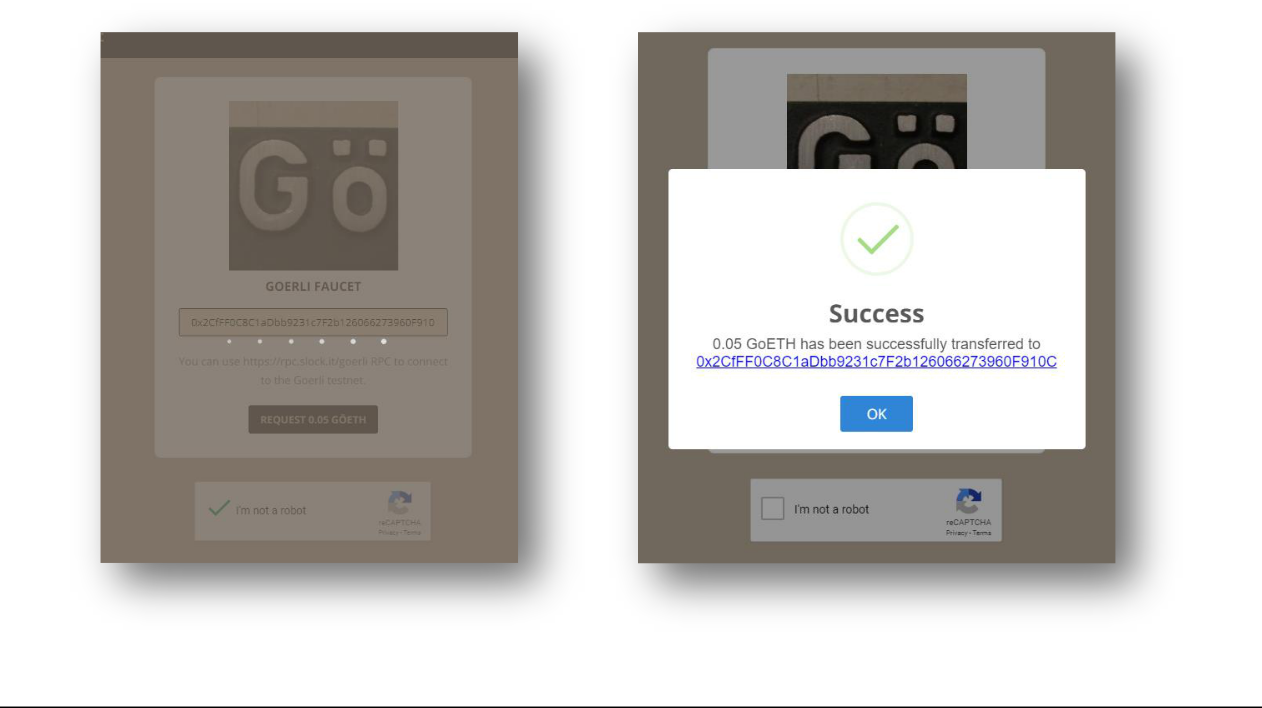 Gö
GOERLI FAUCET
0x2CfFF0C8C1aDbb9231c7F2b126066273960F910
You can use https://rpc.slock.it/goerli RPC to connect
to the Goerli testnet.
REQUEST 0.05 GÖETH
I'm not a robot
reCAPTCHA
Privacy - Terms
Gö
Success
0.05 GoETH has been successfully transferred to
0x2CfFF0C8C1aDbb9231c7F2b126066273960F910C
OK
I'm not a robot
reCAPTCHA
Privacy - Terms